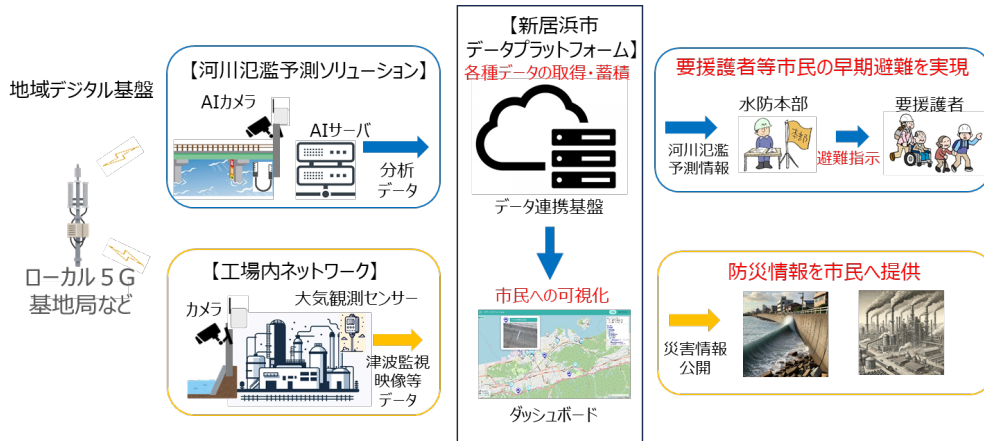 地域デジタル基盤
ローカル５G
基地局など
【河川氾濫予測ソリューション】
AIカメラ
AIサーバ
分析
データ
【工場内ネットワーク】
カメラ
大気観測センサー
津波監視
映像等
データ
【新居浜市
データプラットフォーム】
各種データの取得・蓄積
データ連携基盤
市民への可視化
ダッシュボード
要援護者等市民の早期避難を実現
河川氾濫
予測情報
水防本部
本部
避難指示
要援護者
防災情報を市民へ提供
災害情報
公開